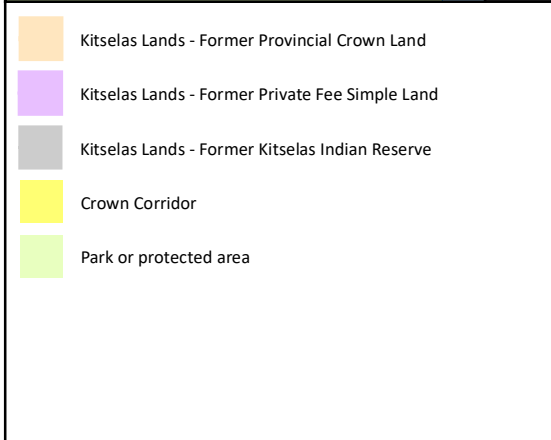 Kitselas Lands - Former Provincial Crown Land
Kitselas Lands - Former Private Fee Simple Land
Kitselas Lands - Former Kitselas Indian Reserve
Crown Corridor
Park or protected area